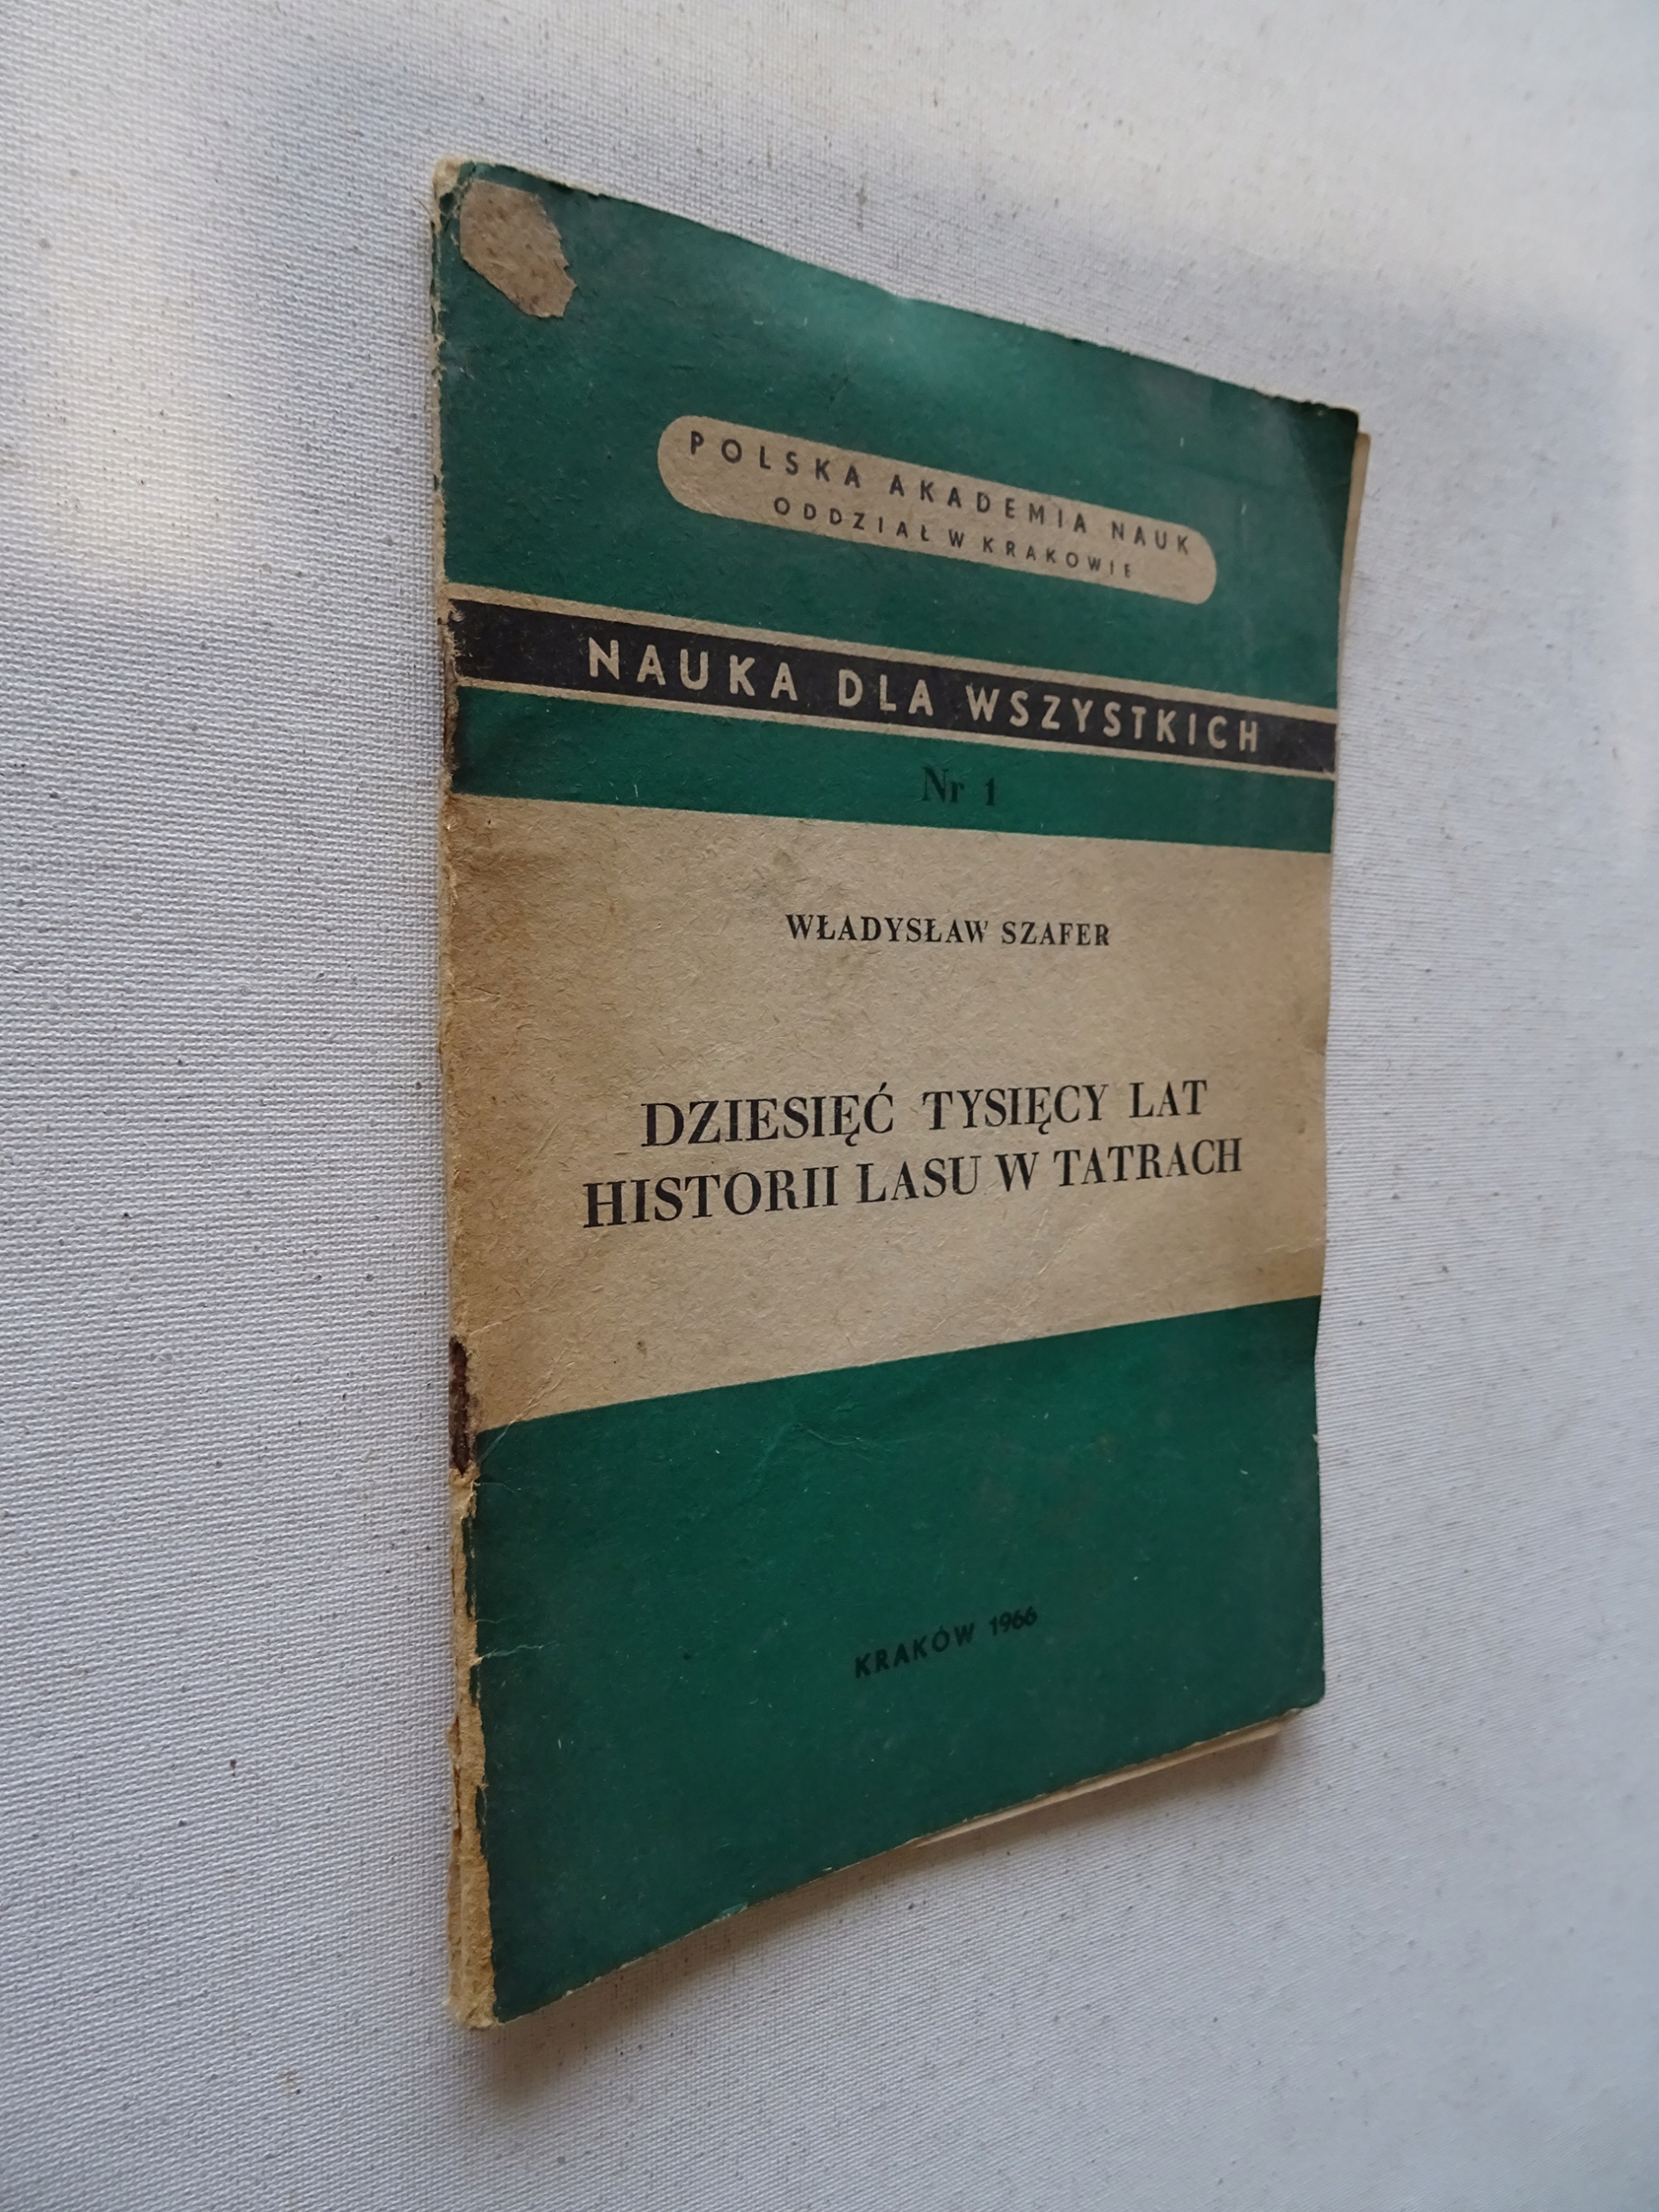 POLSKA AKADEMIA NAUK
ODDZIAŁ W KRAKOWIE
NAUKA DLA WSZYSTKICH
Nr 1
WŁADYSŁAW SZAFER
DZIESIĘĆ TYSIĘCY LAT
HISTORII LASU W TATRACH
KRAKÓW 1966